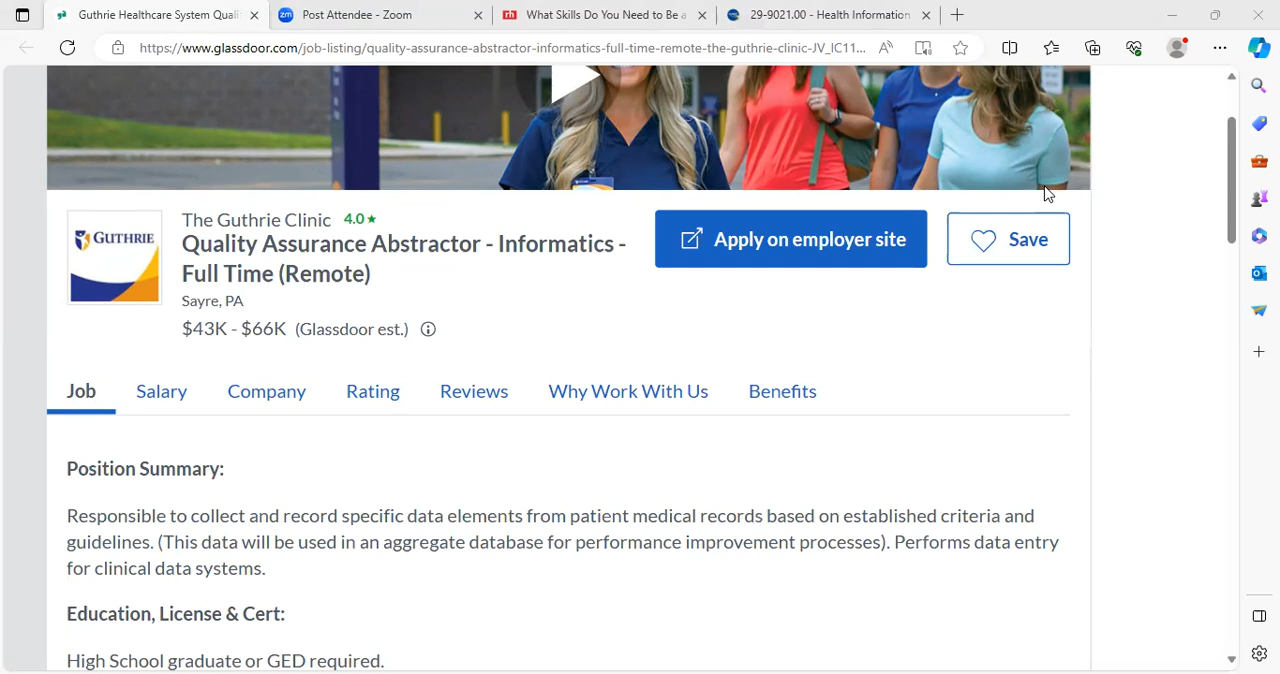 Guthrie Healthcare System Quali
Post Attendee - Zoom
What Skills Do You Need to Be a
29-9021.00 - Health Information
https://www.glassdoor.com/job-listing/quality-assurance-abstractor-informatics-full-time-remote-the-guthrie-clinic-JV_IC11...
GUTHRIE
The Guthrie Clinic 4.0★
Quality Assurance Abstractor - Informatics -
Full Time (Remote)
Sayre, PA
$43K - $66K (Glassdoor est.)
Apply on employer site
Save
Job Salary Company Rating Reviews Why Work With Us Benefits
Position Summary:
Responsible to collect and record specific data elements from patient medical records based on established criteria and
guidelines. (This data will be used in an aggregate database for performance improvement processes). Performs data entry
for clinical data systems.
Education, License & Cert:
High School graduate or GED required.